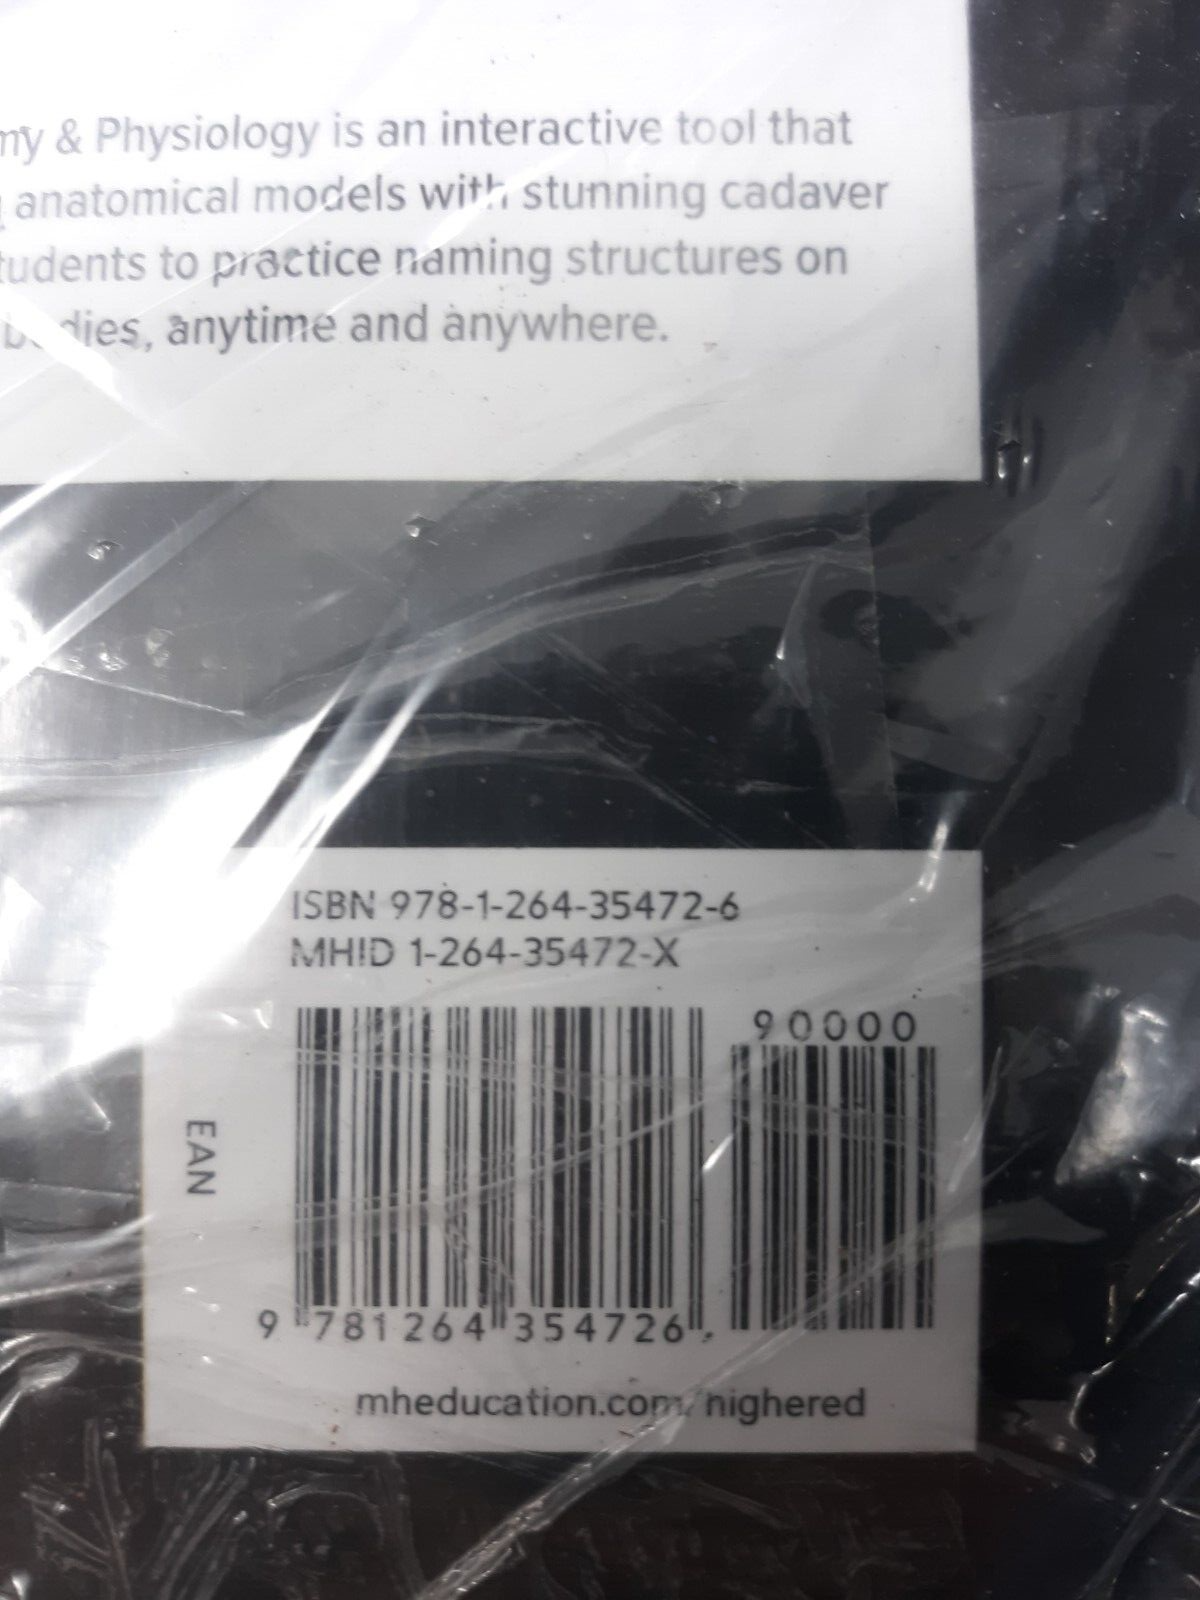 my & Physiology is an interactive tool that
anatomical models with stunning cadaver
tudents to practice naming structures on
bodies, anytime and anywhere.
ISBN 978-1-264-35472-6
MHID 1-264-35472-X
90000
EAN
9 781264 354726
mheducation.com/highered